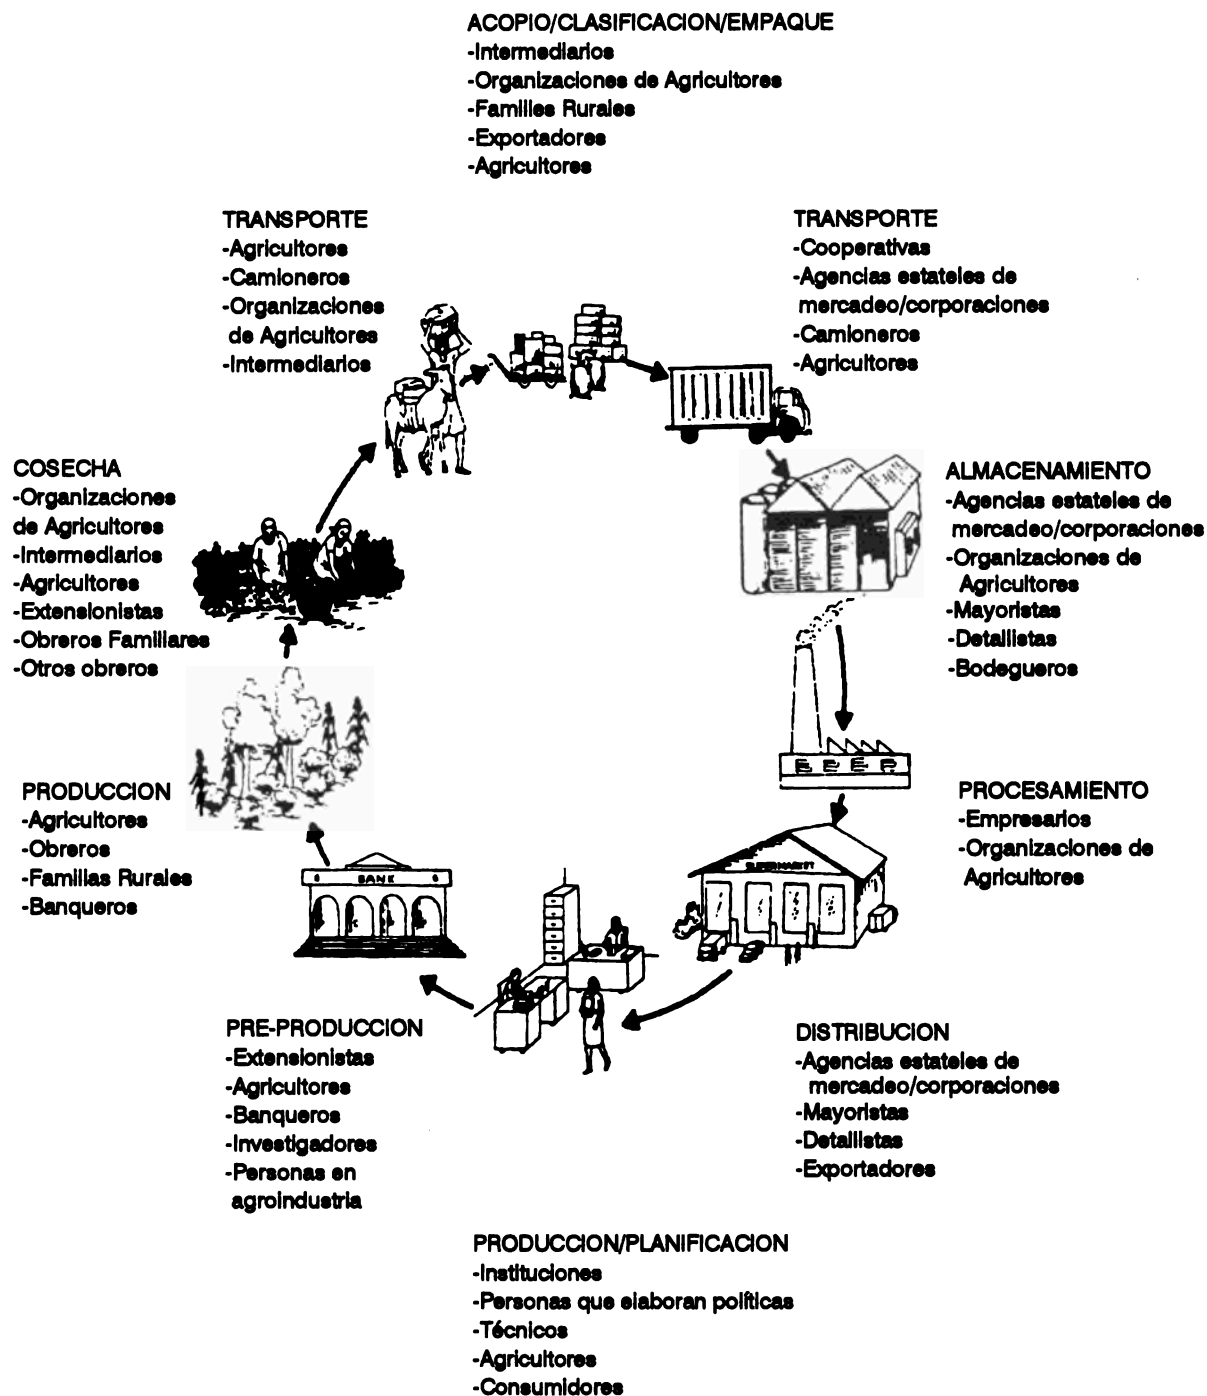 ACOPIO/CLASIFICACION/EMPAQUE
-Intermediarios
-Organizaciones de Agricultores
-Familles Rurales
-Exportadores
-Agricultores
TRANSPORTE
-Agricultores
-Camioneros
-Organizaciones
de Agricultores
-Intermediarios
TRANSPORTE
-Cooperativas
-Agencias estateles de
mercadeo/corporaciones
-Camioneros
-Agricultores
COSECHA
-Organizaciones
de Agricultores
-Intermediarios
-Agricultores
-Extensionistas
-Obreros Familiares
-Otros obreros
ALMACENAMIENTO
-Agencias estateles de
mercadeo/corporaciones
-Organizaciones de
Agricultores
-Mayoristas
-Detallistas
-Bodegueros
PRODUCCION
-Agricultores
-Obreros
-Familias Rurales
-Banqueros
PROCESAMIENTO
-Empresarios
-Organizaciones de
Agricultores
BANK
SUPERMARKET
PRE-PRODUCCION
-Extensionistas
-Agricultores
-Banqueros
-Investigadores
-Personas en
agroindustria
DISTRIBUCION
-Agencias estateles de
mercadeo/corporaciones
-Mayoristas
-Detallistas
-Exportadores
PRODUCCION/PLANIFICACION
-Instituciones
-Personas que elaboran políticas
-Técnicos
-Agricultores
-Consumidores